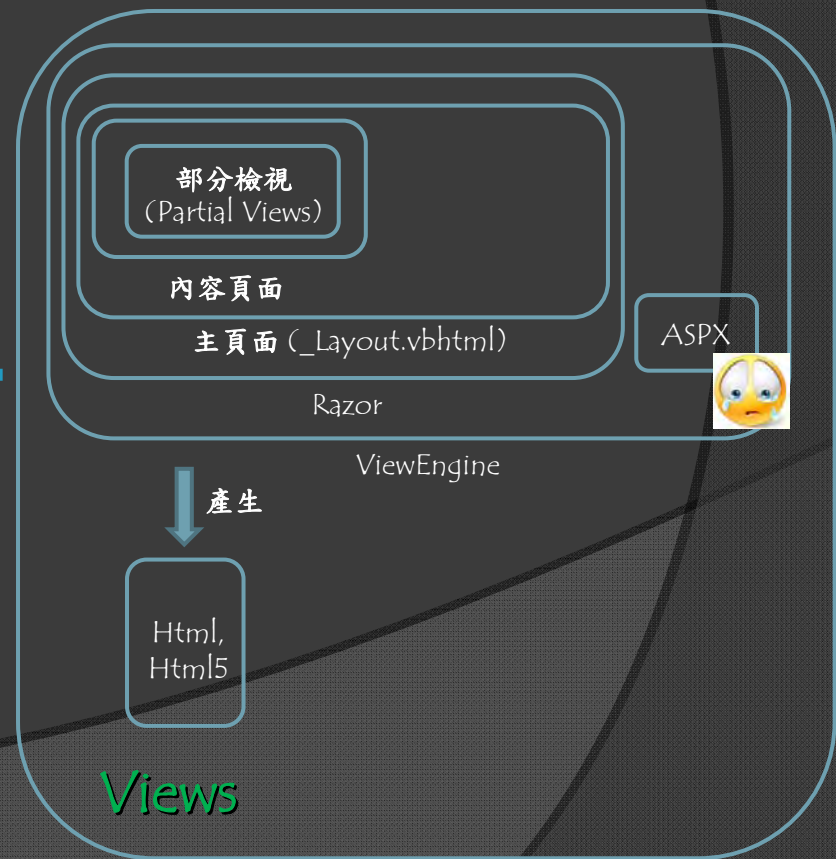 部分檢視
(Partial Views)
內容頁面
主頁面 (_Layout.vbhtml)
ASPX
Razor
ViewEngine
產生
Html,
Html5
Views